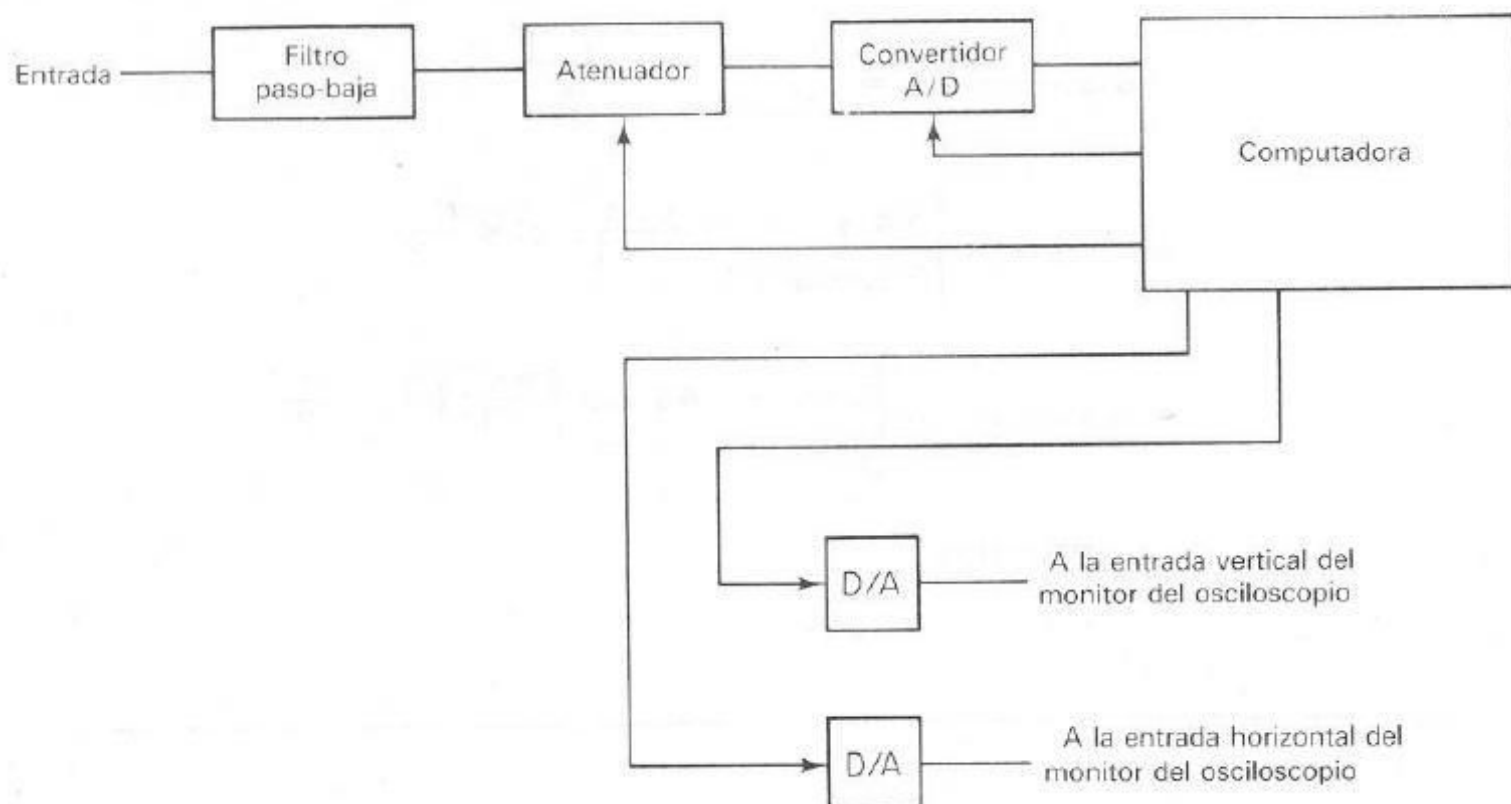 Entrada
Filtro
paso-baja
Atenuador
Convertidor
A/D
Computadora
D/A
A la entrada vertical del
monitor del osciloscopio
D/A
A la entrada horizontal del
monitor del osciloscopio